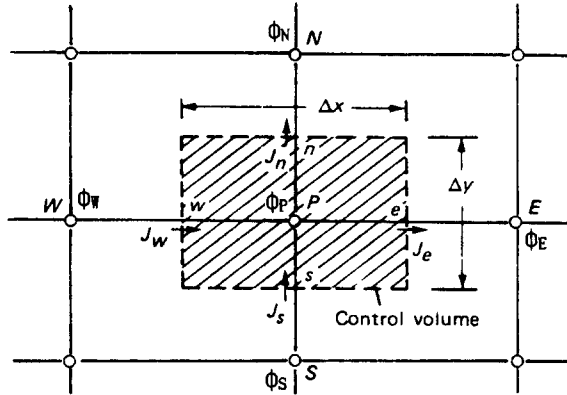 Φ_N N
Δx
J_n n
Δy
W Φ_W w Φ_P P e E
J_w J_e Φ_E
s
J_s Control volume
Φ_S S